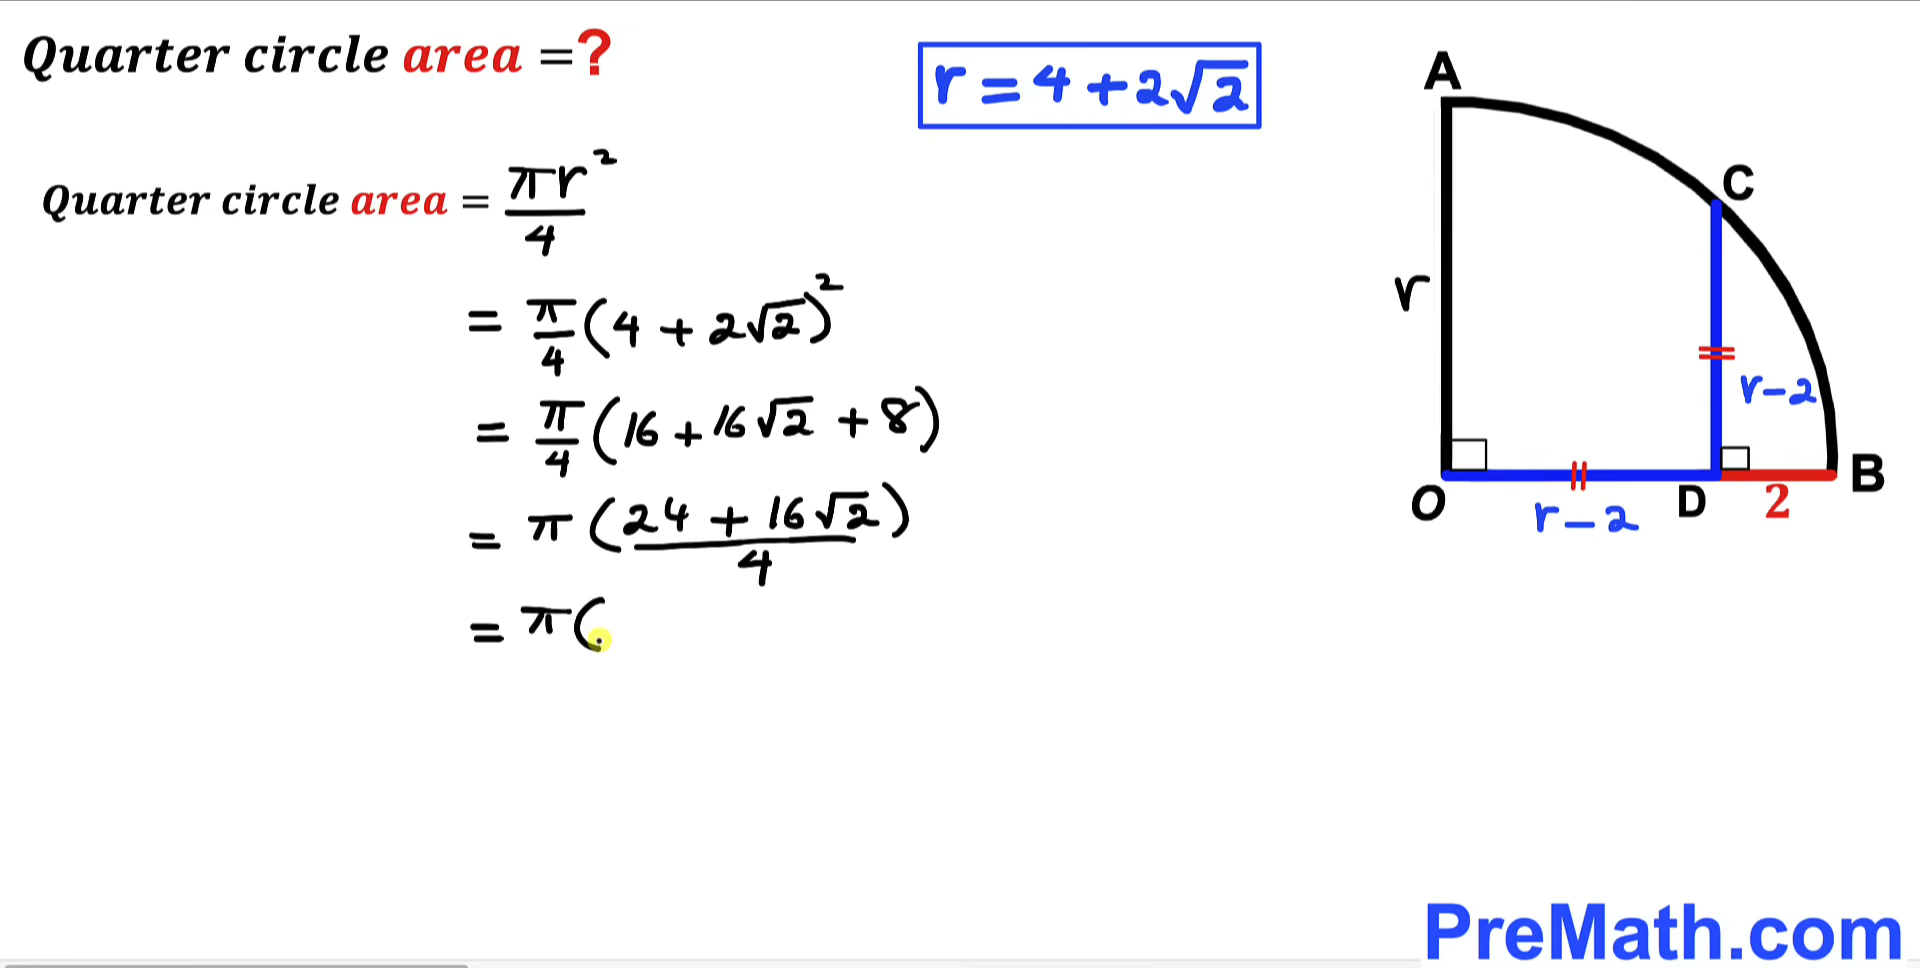 Quarter circle area =?
r = 4 + 2√2
Quarter circle area = πr²/4
= π/4 (4 + 2√2)²
= π/4 (16 + 16√2 + 8)
= π (24 + 16√2)/4
= π(
A
C
r
r-2
O
r-2
D
2
B
PreMath.com